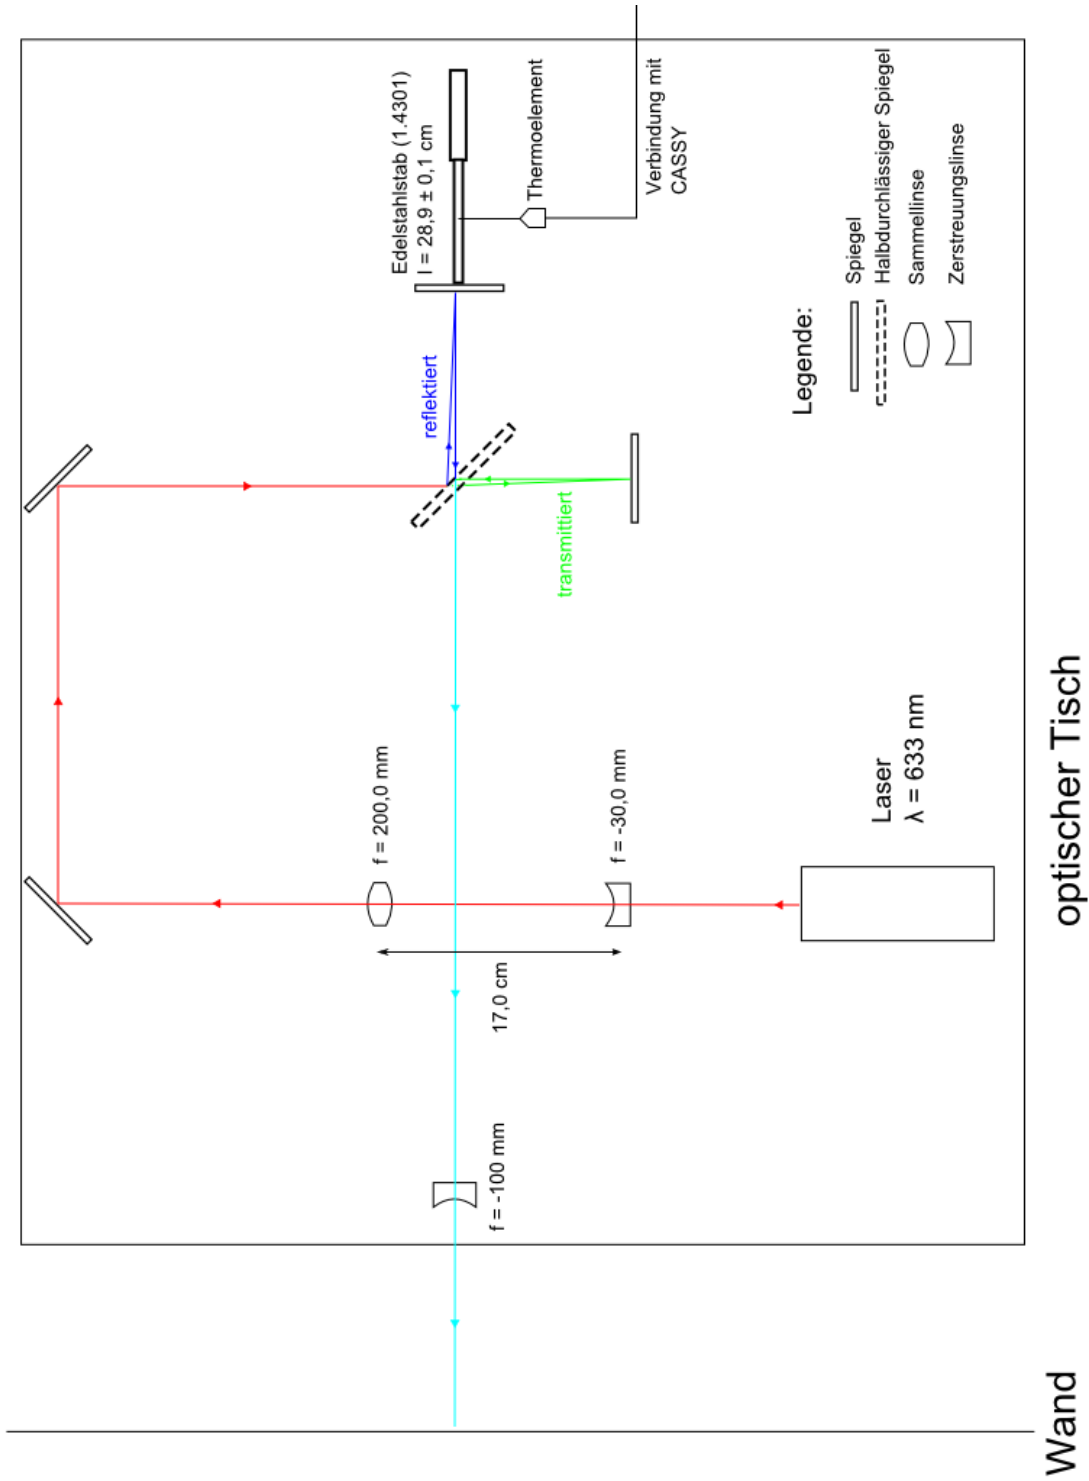 Edelstahlstab (1.4301)
l = 28,9 ± 0,1 cm
Thermoelement
Verbindung mit
CASSY
reflektiert
transmittiert
Legende:
Spiegel
Halbdurchlässiger Spiegel
Sammellinse
Zerstreuungslinse
f = 200,0 mm
f = -30,0 mm
17,0 cm
f = -100 mm
Laser
λ = 633 nm
optischer Tisch
Wand